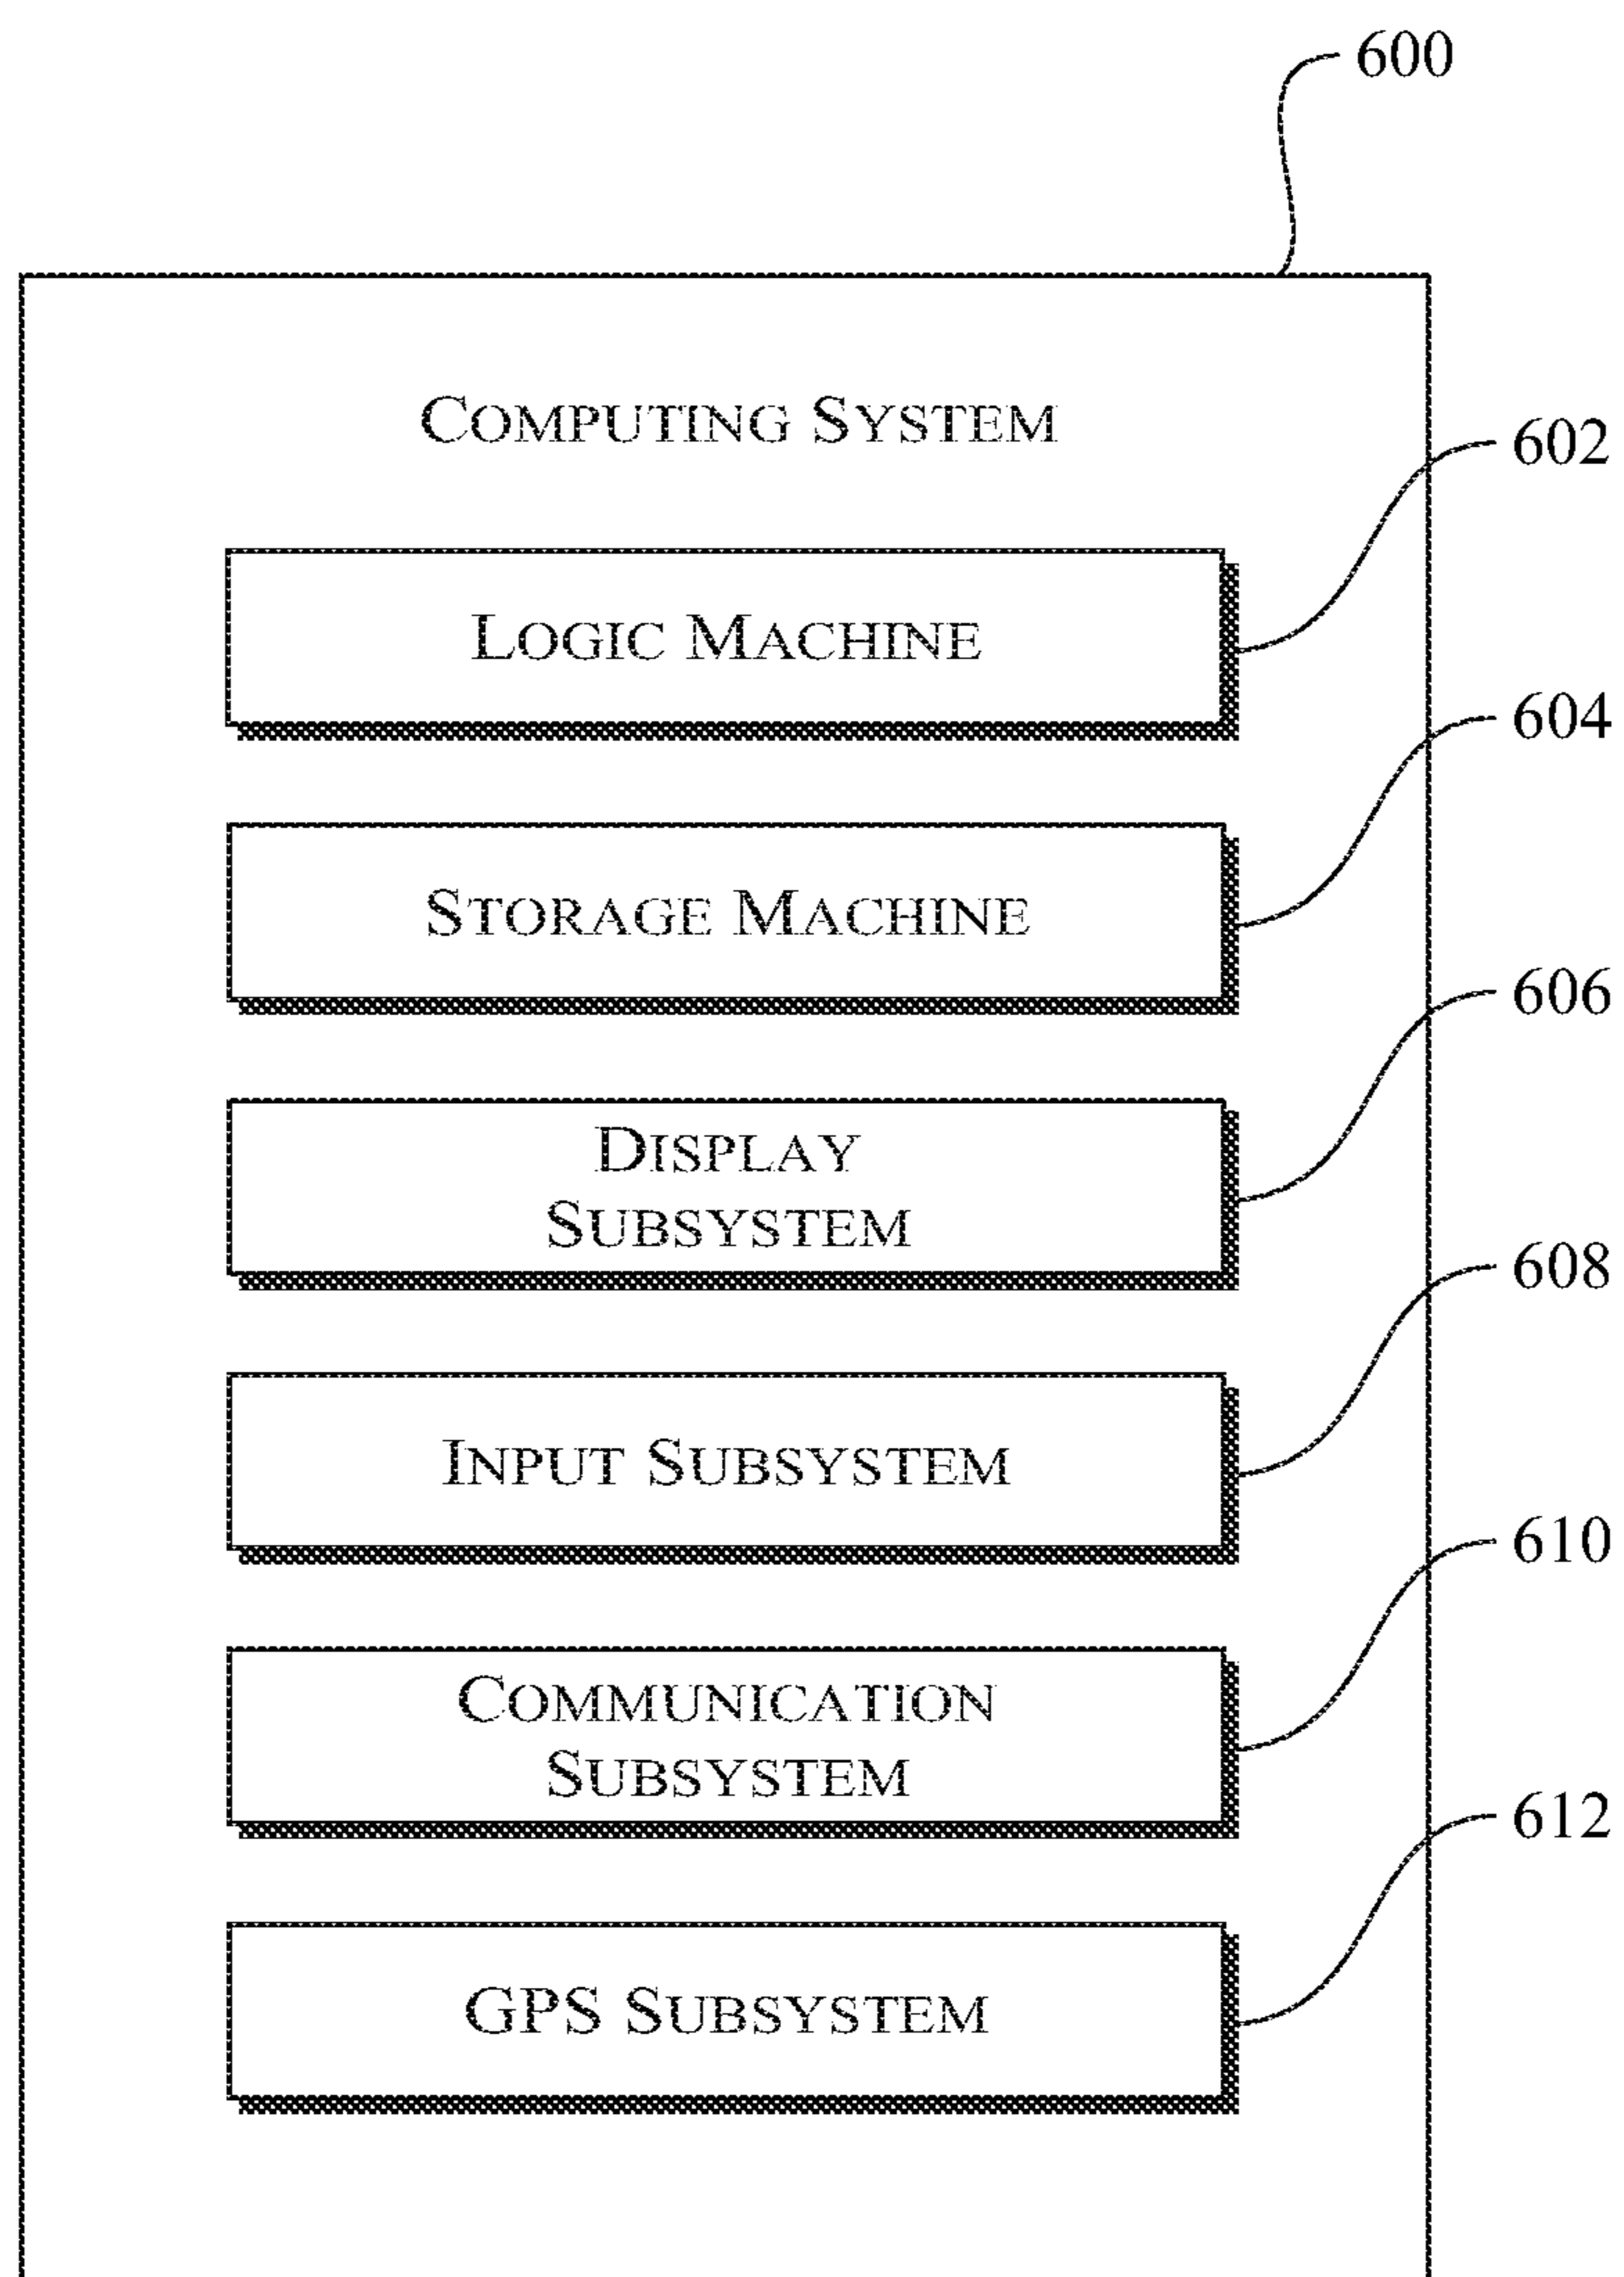 600
COMPUTING SYSTEM
602
LOGIC MACHINE
604
STORAGE MACHINE
606
DISPLAY
SUBSYSTEM
608
INPUT SUBSYSTEM
610
COMMUNICATION
SUBSYSTEM
612
GPS SUBSYSTEM